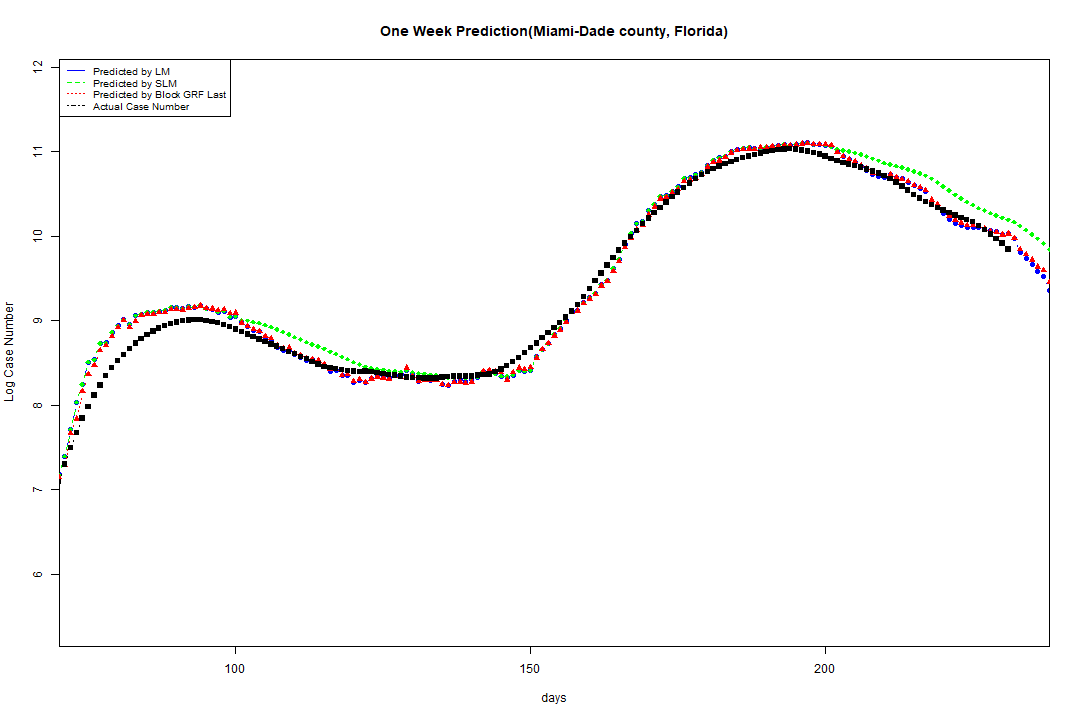 One Week Prediction(Miami-Dade county, Florida)
Predicted by LM
Predicted by SLM
Predicted by Block GRF Last
Actual Case Number
12
11
10
9
8
7
6
Log Case Number
100 150 200
days